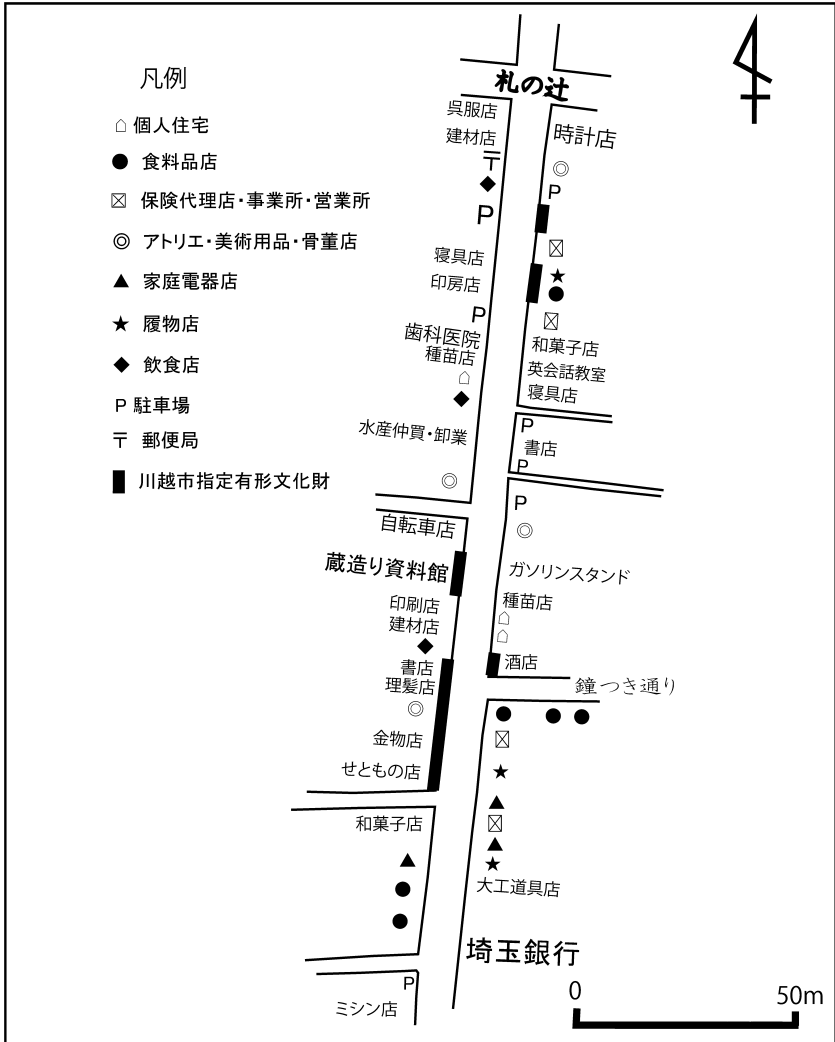 札の辻
凡例
個人住宅
食料品店
保険代理店・事業所・営業所
アトリエ・美術用品・骨董店
家庭電器店
履物店
飲食店
P 駐車場
〒 郵便局
川越市指定有形文化財
呉服店
建材店
〒
P
寝具店
印房店
P
歯科医院
種苗店
水産仲買・卸業
自転車店
蔵造り資料館
印刷店
建材店
書店
理髪店
金物店
せともの店
和菓子店
P
ミシン店
時計店
P
和菓子店
英会話教室
寝具店
P
書店
P
P
ガソリンスタンド
種苗店
酒店
鐘つき通り
大工道具店
埼玉銀行
0
50m